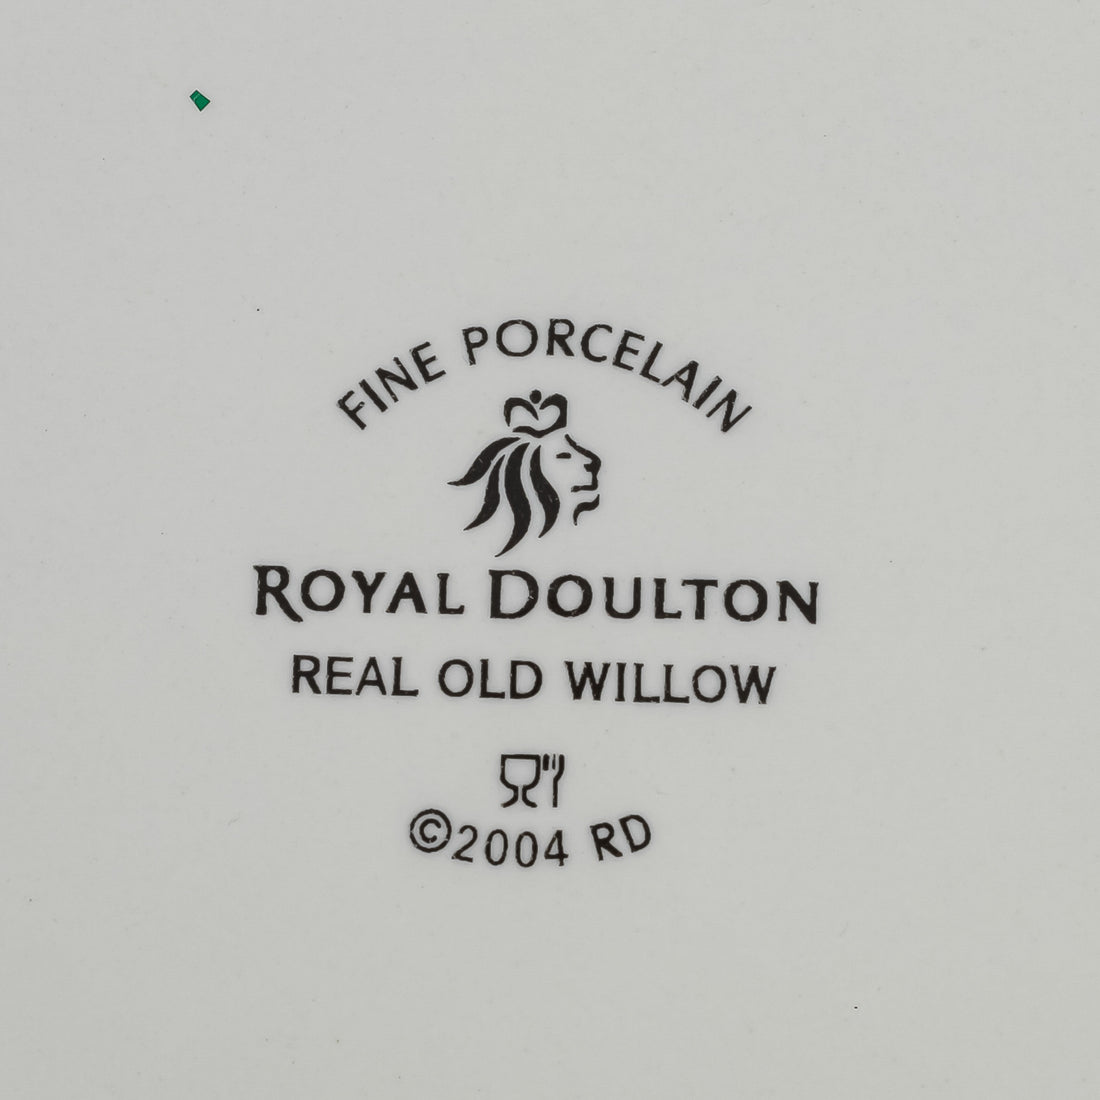 FINE PORCELAIN
ROYAL DOULTON
REAL OLD WILLOW
©2004 RD